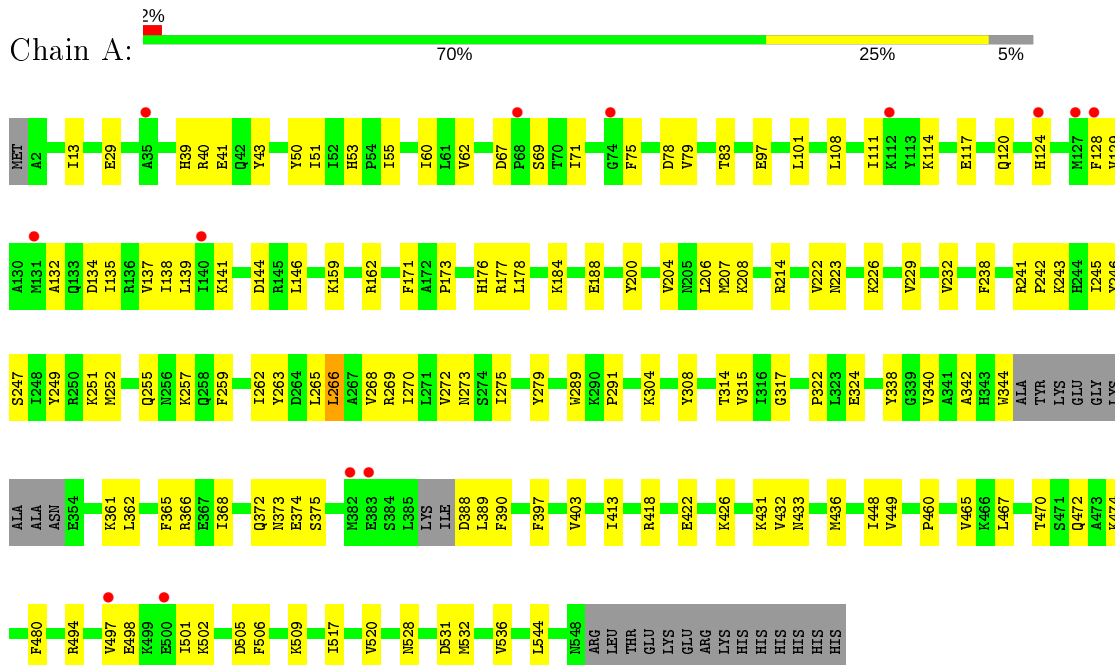 2%
Chain A:
70% 25% 5%
MET A2 I13 E29 A35 H39 R40 E41 Q42 Y43 Y50 I51 I52 H53 P54 I55 I60 L61 V62 D67 P68 S69 T70 I71 G74 F75 D78 V79 T83 E97 L101 L108 I111 K112 Y113 K114 E117 Q120 H124 M127 F128
A130 M131 A132 Q133 D134 I135 R136 V137 I138 L139 I140 K141 D144 R145 L146 K159 R162 F171 A172 P173 H176 R177 L178 K184 E188 Y200 V204 N205 L206 M207 K208 R214 V222 N223 K226 V229 V232 F238 R241 P242 K243 H244 I245 Y246
S247 I248 Y249 R250 K251 M252 Q255 N256 K257 Q258 F259 I262 Y263 D264 L265 L266 A267 V268 R269 I270 L271 V272 N273 S274 I275 Y279 W289 K290 P291 K304 Y308 T314 V315 I316 G317 P322 L323 E324 Y338 G339 V340 A341 A342 H343 W344 ALA TYR LYS GLU GLY LYS
ALA ALA ASN E354 K361 L362 F365 R366 E367 I368 Q372 N373 E374 S375 M382 E383 S384 L385 LYS ILE D388 L389 F390 F397 V403 I413 R418 E422 K426 K431 V432 N433 M436 I448 V449 P460 V465 K466 L467 T470 S471 Q472 A473 K474
F480 R494 V497 E498 K499 E500 I501 K502 D505 F506 K509 I517 V520 N528 D531 M532 V536 L544 N548 ARG LEU THR GLU LYS GLU ARG LYS HIS HIS HIS HIS HIS HIS